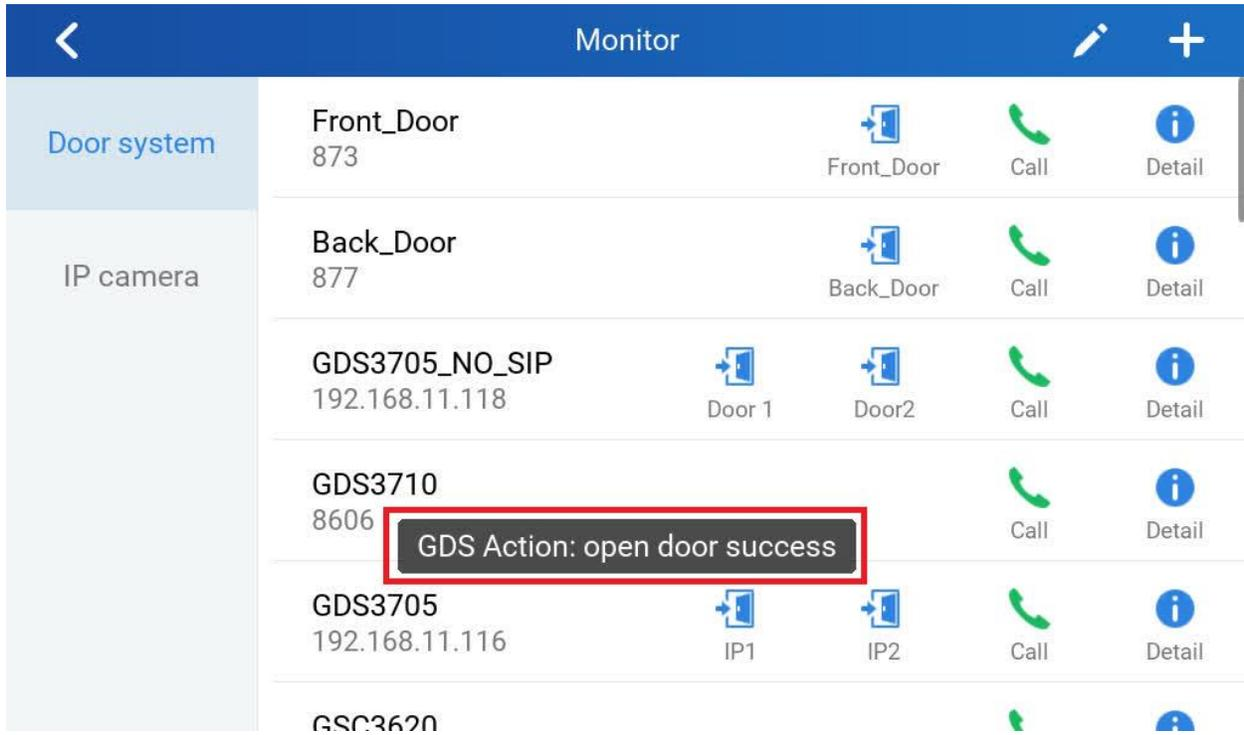 Monitor
Door system
IP camera
Front_Door
873
Front_Door
Call
Detail
Back_Door
877
Back_Door
Call
Detail
GDS3705_NO_SIP
192.168.11.118
Door 1
Door2
Call
Detail
GDS3710
8606
Call
Detail
GDS Action: open door success
GDS3705
192.168.11.116
IP1
IP2
Call
Detail
GSC3620